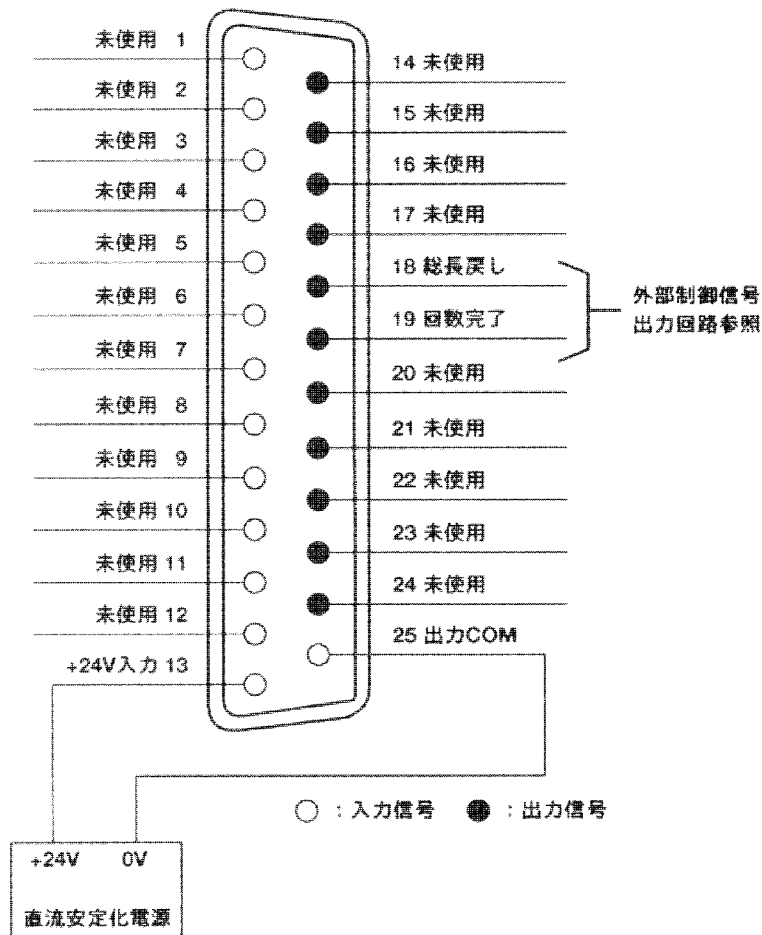 未使用 1
未使用 2
未使用 3
未使用 4
未使用 5
未使用 6
未使用 7
未使用 8
未使用 9
未使用 10
未使用 11
未使用 12
+24V入力 13
14 未使用
15 未使用
16 未使用
17 未使用
18 総長戻し
19 回数完了
20 未使用
21 未使用
22 未使用
23 未使用
24 未使用
25 出力COM
外部制御信号
出力回路参照
○ : 入力信号 ● : 出力信号
+24V 0V
直流安定化電源